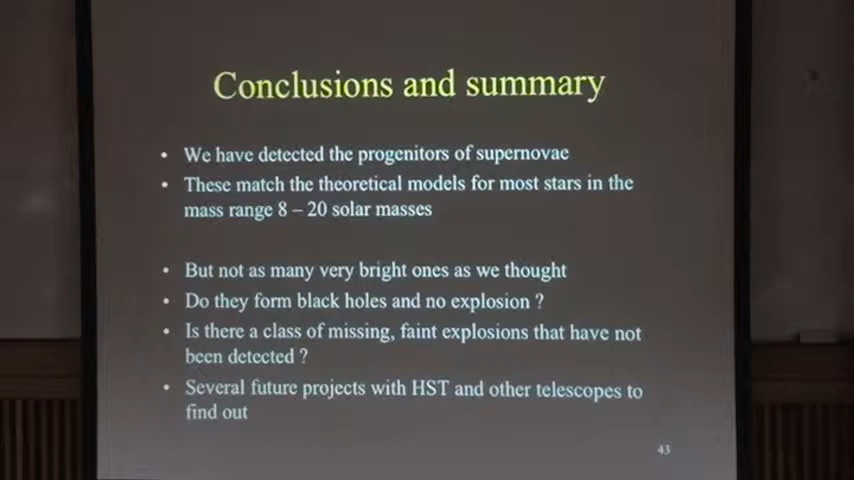 Conclusions and summary
• We have detected the progenitors of supernovae
• These match the theoretical models for most stars in the
mass range 8 – 20 solar masses
• But not as many very bright ones as we thought
• Do they form black holes and no explosion ?
• Is there a class of missing, faint explosions that have not
been detected ?
• Several future projects with HST and other telescopes to
find out
43